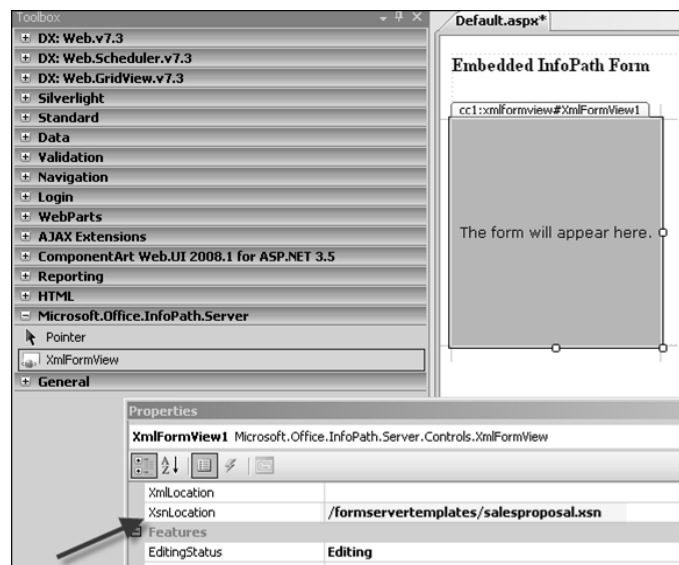 Toolbox
DX: Web.v7.3
DX: Web.Scheduler.v7.3
DX: Web.GridView.v7.3
Silverlight
Standard
Data
Validation
Navigation
Login
WebParts
AJAX Extensions
ComponentArt Web.UI 2008.1 for ASP.NET 3.5
Reporting
HTML
Microsoft.Office.InfoPath.Server
Pointer
XmlFormView
General
Default.aspx*
Embedded InfoPath Form
cc1:xmlformview#XmlFormView1
The form will appear here.
Properties
XmlFormView1 Microsoft.Office.InfoPath.Server.Controls.XmlFormView
XmlLocation
XsnLocation /formservertemplates/salesproposal.xsn
Features
EditingStatus Editing